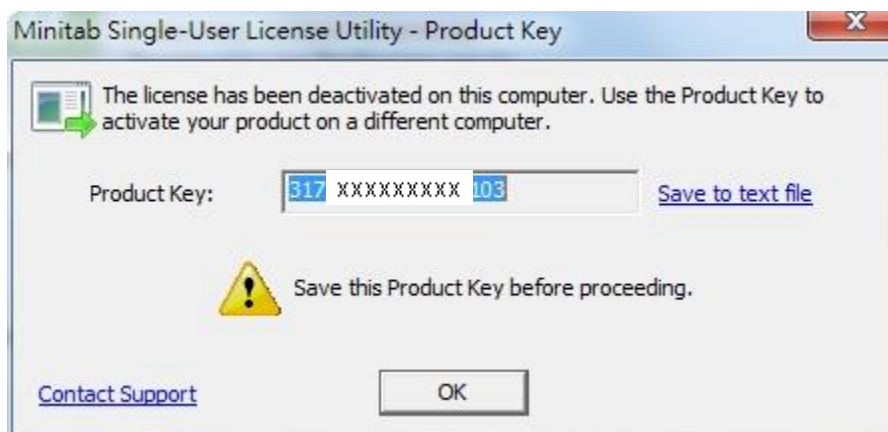 Minitab Single-User License Utility - Product Key
X
The license has been deactivated on this computer. Use the Product Key to
activate your product on a different computer.
Product Key: 317 XXXXXXXXX 103 Save to text file
Save this Product Key before proceeding.
Contact Support OK